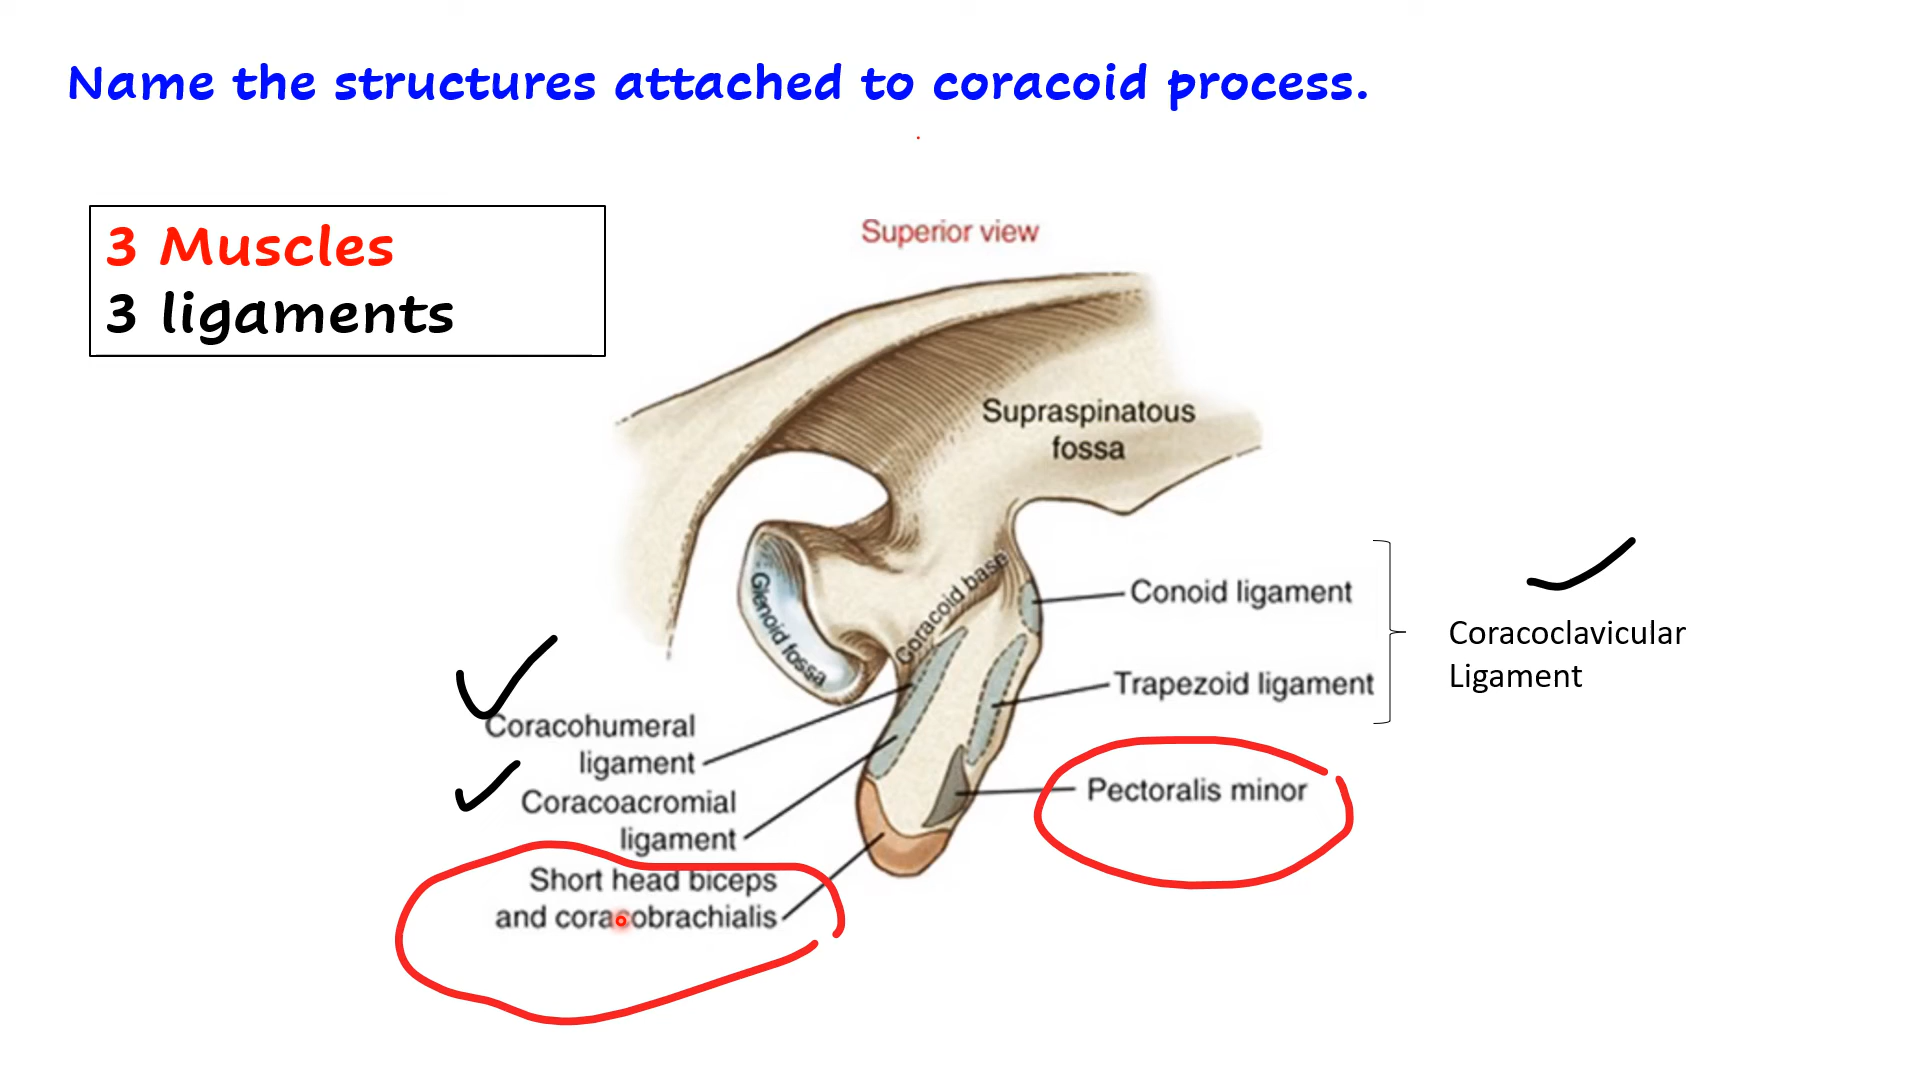 Name the structures attached to coracoid process.
3 Muscles
3 ligaments
Superior view
Supraspinatous
fossa
Glenoid fossa
Coracoid base
Conoid ligament
Trapezoid ligament
Coracoclavicular
Ligament
Coracohumeral
ligament
Coracoacromial
ligament
Pectoralis minor
Short head biceps
and coracobrachialis